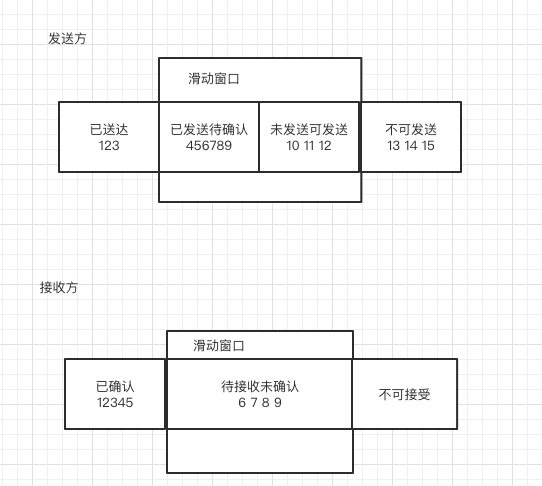 发送方
滑动窗口
已送达 已发送待确认 未发送可发送 不可发送
123 456789 10 11 12 13 14 15
接收方
滑动窗口
已确认 待接收未确认 不可接受
12345 6 7 8 9